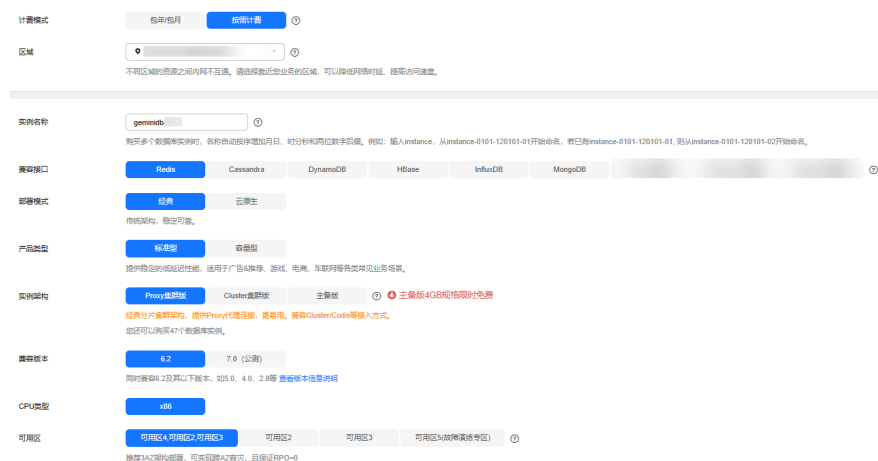 计费模式 包年/包月 按需计费
区域
不同区域的资源之间内网不互通。请选择靠近您业务的区域，可以降低网络时延、提高访问速度。
实例名称 geminidb
购买多个数据库实例时，名称自动按序增加月日、时分秒和两位数字后缀。例如：输入instance，从instance-0101-120101-01开始命名，若已有instance-0101-120101-01，则从instance-0101-120101-02开始命名。
兼容接口 Redis Cassandra DynamoDB HBase InfluxDB MongoDB
部署模式 经典 云原生
传统架构，稳定可靠。
产品类型 标准型 容量型
提供稳定的低延迟性能，适用于广告&推荐、游戏、电商、车联网等各类常见业务场景。
实例架构 Proxy集群版 Cluster集群版 主备版 主备版4GB规格限时免费
经典分片集群架构，提供Proxy代理连接，更易用。兼容Cluster/Codis等接入方式。
您还可以购买47个数据库实例。
兼容版本 6.2 7.0（公测）
同时兼容6.2及其以下版本，如5.0、4.0、2.8等 查看版本信息说明
CPU类型 x86
可用区 可用区4,可用区2,可用区3 可用区2 可用区3 可用区5(故障演练专区)
推荐3AZ架构部署，可实现跨AZ容灾，且保证RPO=0